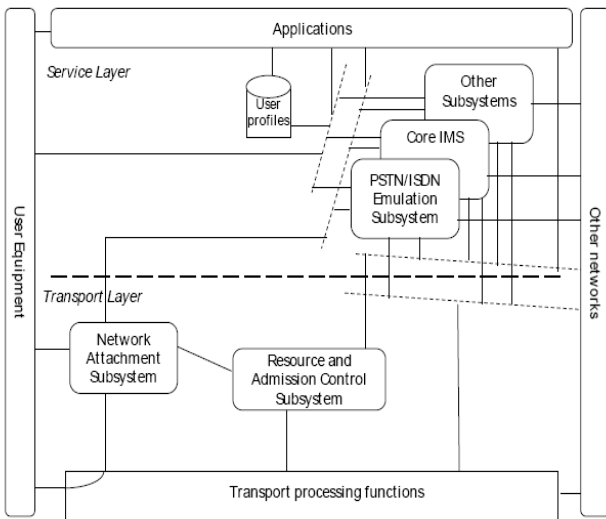 Applications
Service Layer
User
profiles
Other
Subsystems
Core IMS
PSTN/ISDN
Emulation
Subsystem
User Equipment
Other networks
Transport Layer
Network
Attachment
Subsystem
Resource and
Admission Control
Subsystem
Transport processing functions